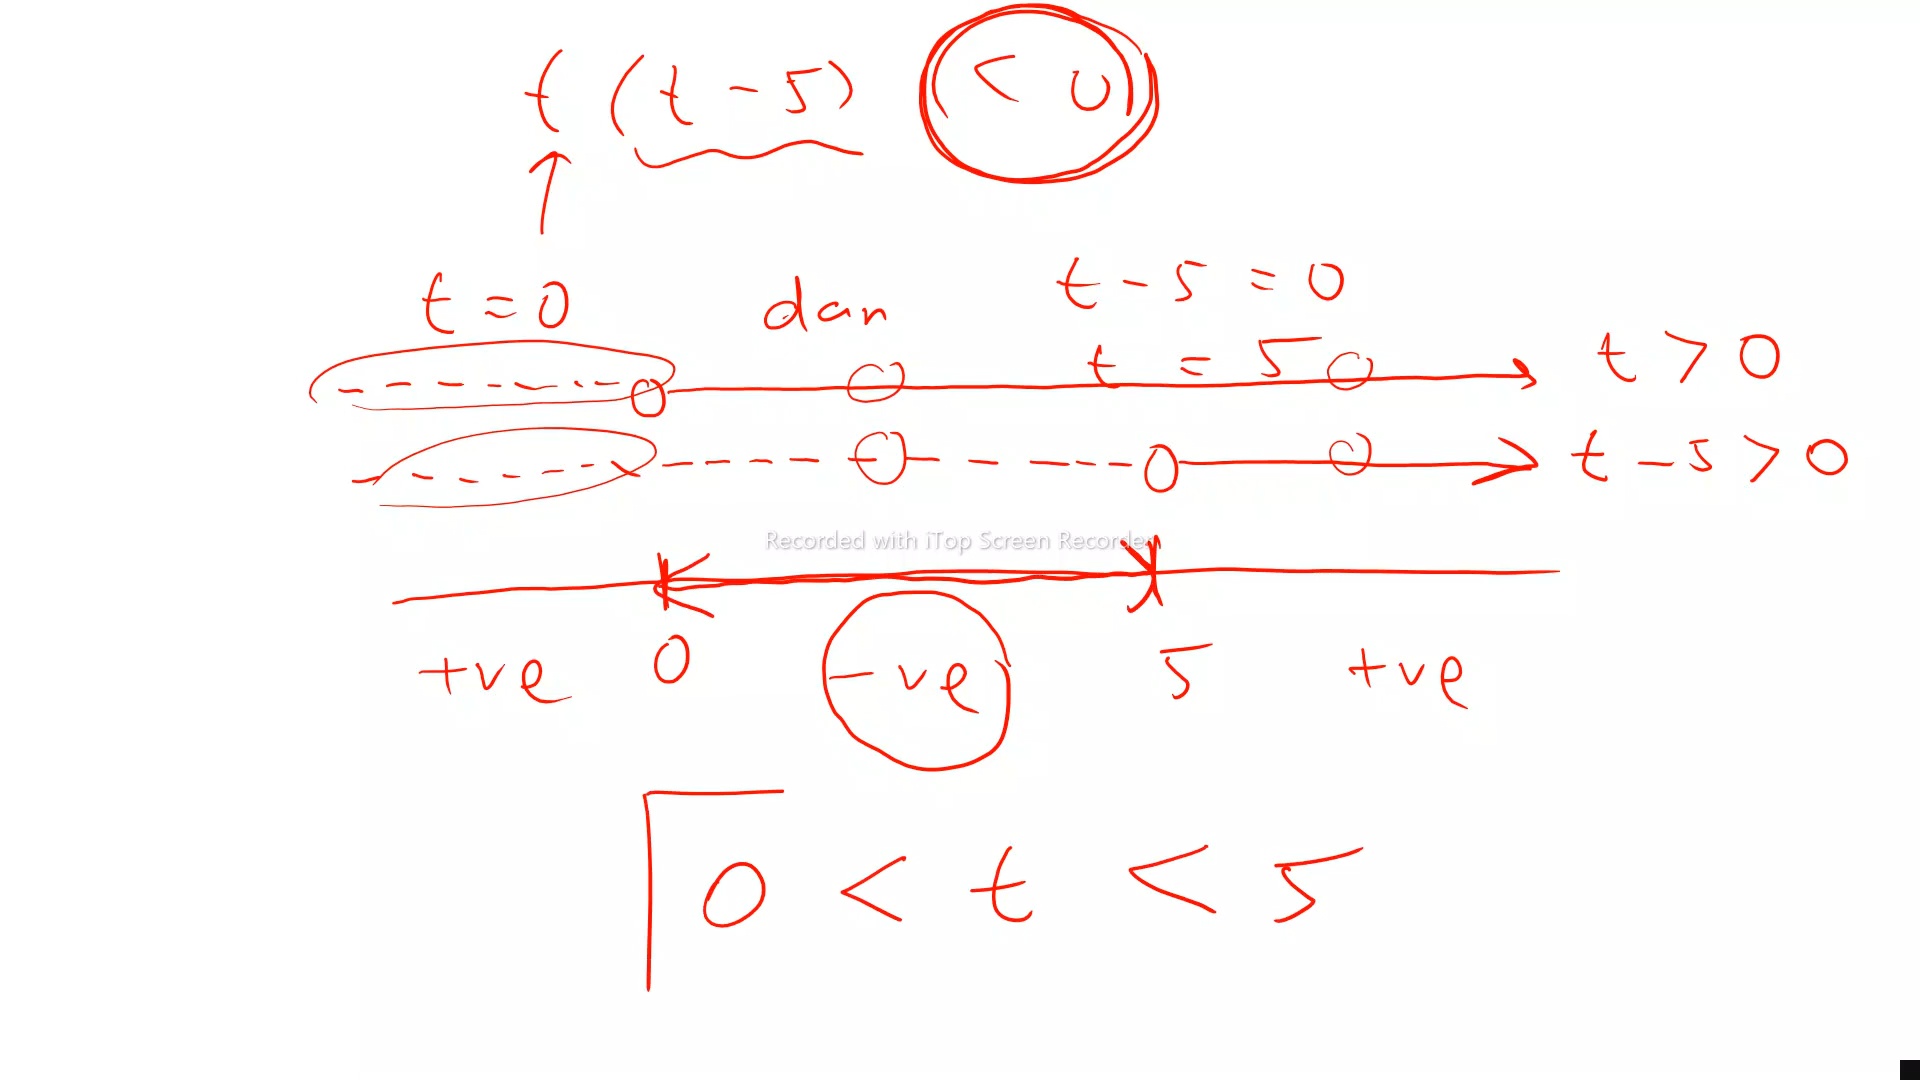 t (t - 5) < 0
t = 0 dan t - 5 = 0
t = 5
t > 0
t - 5 > 0
Recorded with iTop Screen Recorder
+ve 0 -ve 5 +ve
0 < t < 5